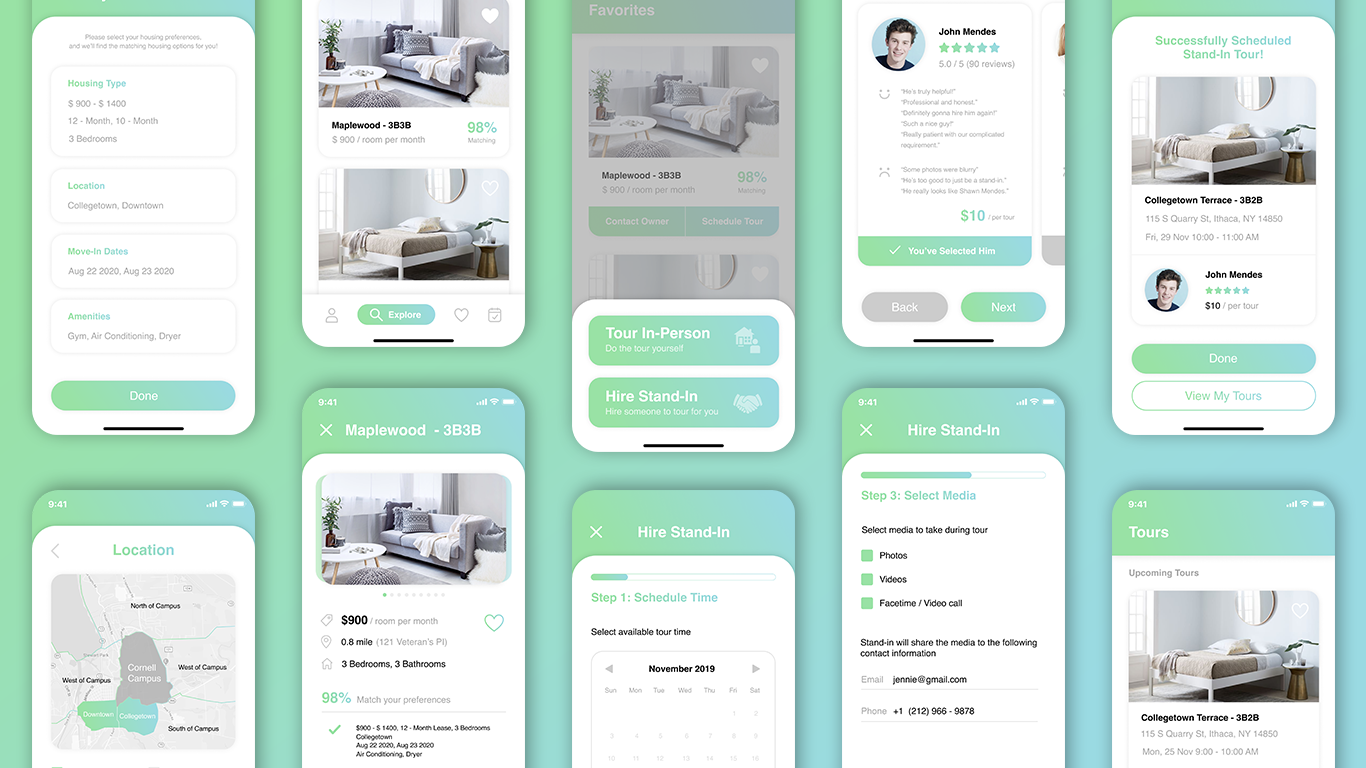 Please select your housing preferences,
and we'll find the matching housing options for you!
Housing Type
$ 900 - $ 1400
12 - Month, 10 - Month
3 Bedrooms
Location
Collegetown, Downtown
Move-In Dates
Aug 22 2020, Aug 23 2020
Amenities
Gym, Air Conditioning, Dryer
Done
9:41
Location
North of Campus
Stewart Park
Cornell
Campus
West of Campus
West of Campus
Downtown
Collegetown
South of Campus
Maplewood - 3B3B
98%
$ 900 / room per month
Matching
Explore
9:41
Maplewood - 3B3B
$900 / room per month
0.8 mile (121 Veteran's Pl)
3 Bedrooms, 3 Bathrooms
98% Match your preferences
$900 - $ 1400, 12 - Month Lease, 3 Bedrooms
Collegetown
Aug 22 2020, Aug 23 2020
Air Conditioning, Dryer
Favorites
Maplewood - 3B3B
98%
$ 900 / room per month
Matching
Contact Owner
Schedule Tour
Tour In-Person
Do the tour yourself
Hire Stand-In
Hire someone to tour for you
9:41
Hire Stand-In
Step 1: Schedule Time
Select available tour time
November 2019
Sun Mon Tue Wed Thu Fri Sat
1 2
3 4 5 6 7 8 9
10 11 12 13 14 15 16
John Mendes
5.0 / 5 (90 reviews)
"He's truly helpful!"
"Professional and honest."
"Definitely gonna hire him again!"
"Such a nice guy!"
"Really patient with our complicated
requirement."
"Some photos were blurry"
"He's too good to just be a stand-in."
"He really looks like Shawn Mendes."
$10 / per tour
You've Selected Him
Back
Next
9:41
Hire Stand-In
Step 3: Select Media
Select media to take during tour
Photos
Videos
Facetime / Video call
Stand-in will share the media to the following
contact information
Email jennie@gmail.com
Phone +1 (212) 966 - 9878
Successfully Scheduled
Stand-In Tour!
Collegetown Terrace - 3B2B
115 S Quarry St, Ithaca, NY 14850
Fri, 29 Nov 10:00 - 11:00 AM
John Mendes
$10 / per tour
Done
View My Tours
9:41
Tours
Upcoming Tours
Collegetown Terrace - 3B2B
115 S Quarry St, Ithaca, NY 14850
Mon, 25 Nov 9:00 - 10:00 AM